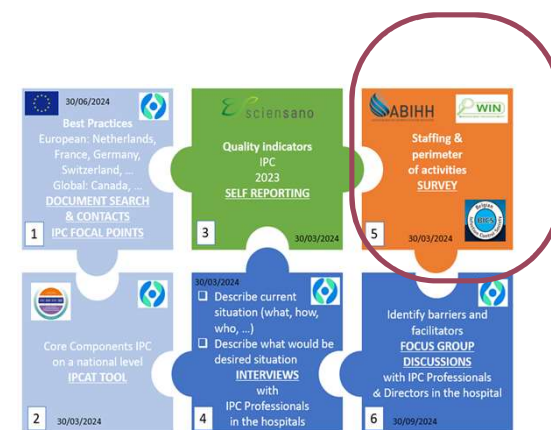 30/06/2024
Best Practices
European: Netherlands,
France, Germany,
Switzerland, ...
Global: Canada, ...
DOCUMENT SEARCH
& CONTACTS
IPC FOCAL POINTS
1
sciensano
Quality indicators
IPC
2023
SELF REPORTING
3
30/03/2024
ABIHH
WIN
Staffing &
perimeter
of activities
SURVEY
BICS
5
30/03/2024
Core Components IPC
on a national level
IPCAT TOOL
2
30/03/2024
30/03/2024
Describe current
situation (what, how,
who, ...)
Describe what would be
desired situation
INTERVIEWS
with
IPC Professionals
in the hospitals
4
Identify barriers and
facilitators
FOCUS GROUP
DISCUSSIONS
with IPC Professionals
& Directors in the hospital
6
30/09/2024